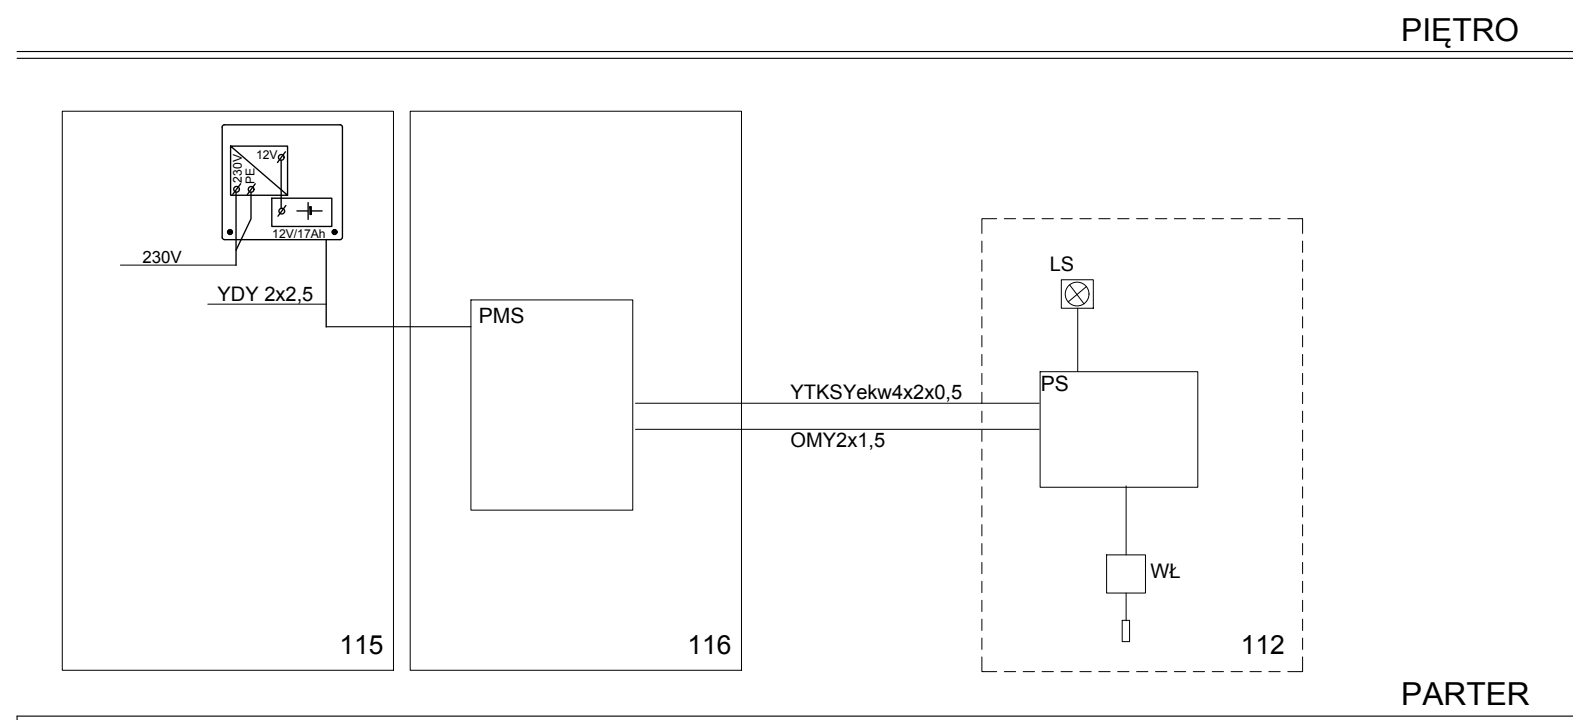 PIĘTRO
12V
230V
PE
12V/17Ah
230V
YDY 2x2,5
PMS
LS
PS
YTKSYekw4x2x0,5
OMY2x1,5
WŁ
115
116
112
PARTER